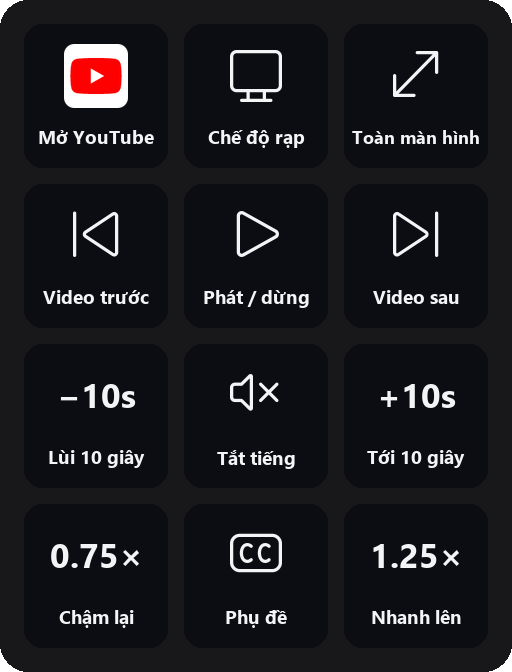 Mở YouTube
Chế độ rạp
Toàn màn hình
Video trước
Phát / dừng
Video sau
−10s
Lùi 10 giây
Tắt tiếng
+10s
Tới 10 giây
0.75×
Chậm lại
CC
Phụ đề
1.25×
Nhanh lên